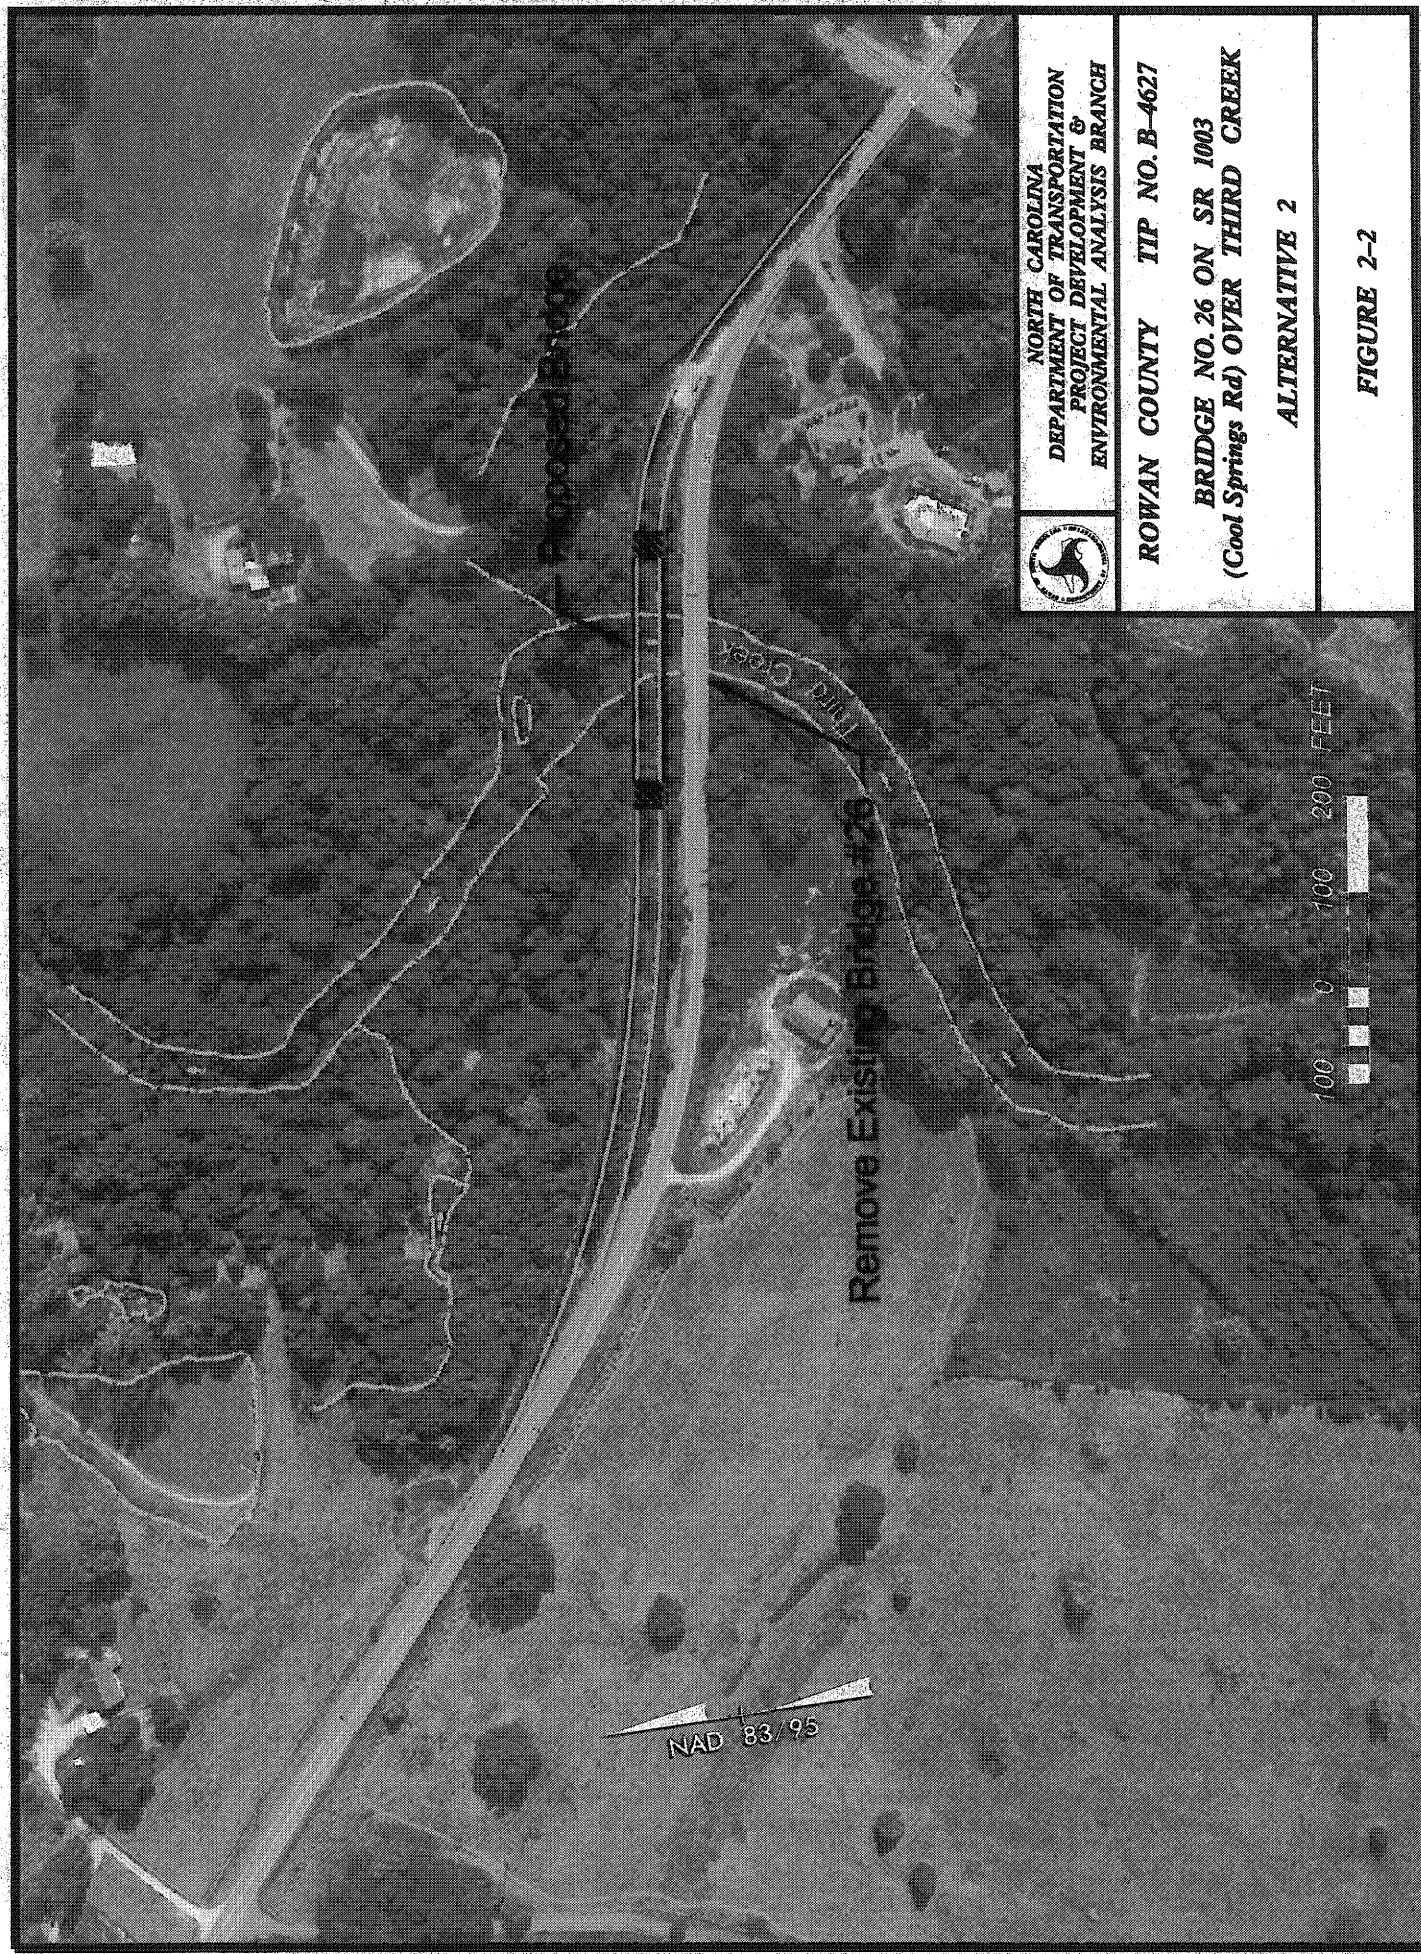 Proposed Bridge
Third Creek
Remove Existing Bridge #26
NAD 83/95
100 0 100 200 FEET
NORTH CAROLINA
DEPARTMENT OF TRANSPORTATION
PROJECT DEVELOPMENT &
ENVIRONMENTAL ANALYSIS BRANCH
ROWAN COUNTY TIP NO. B-4627
BRIDGE NO. 26 ON SR 1003
(Cool Springs Rd) OVER THIRD CREEK
ALTERNATIVE 2
FIGURE 2-2